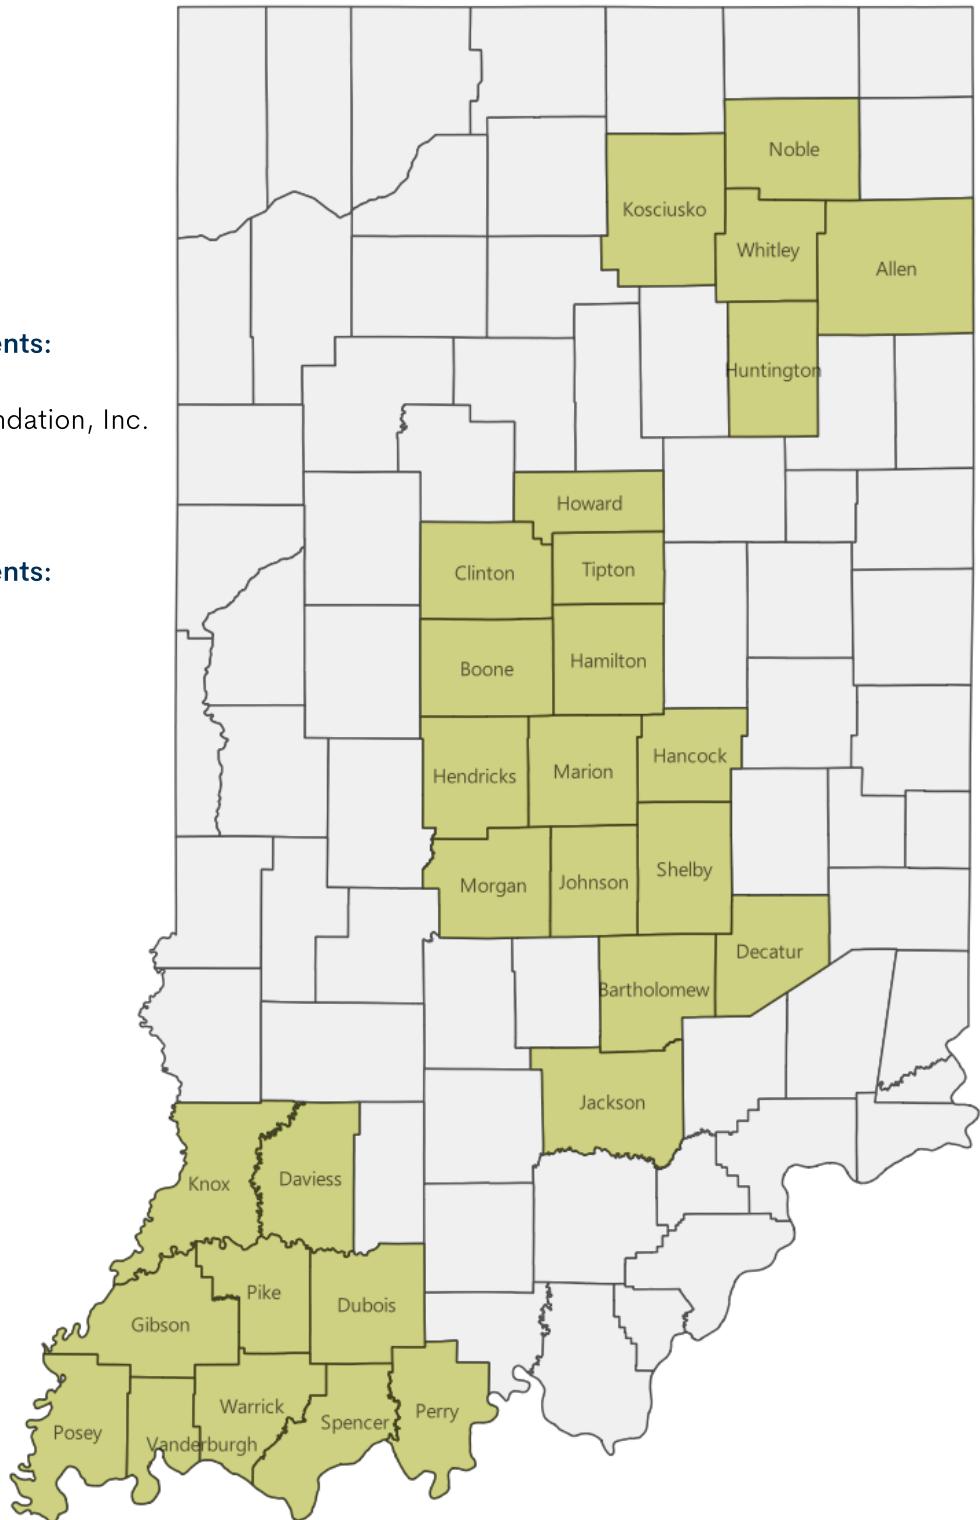 Noble
Kosciusko
Whitley
Allen
ents:
Huntington
ndation, Inc.
Howard
ents:
Clinton
Tipton
Boone
Hamilton
Hendricks
Marion
Hancock
Morgan
Johnson
Shelby
Decatur
Bartholomew
Jackson
Knox
Daviess
Pike
Dubois
Gibson
Warrick
Perry
Spencer
Posey
Vanderburgh